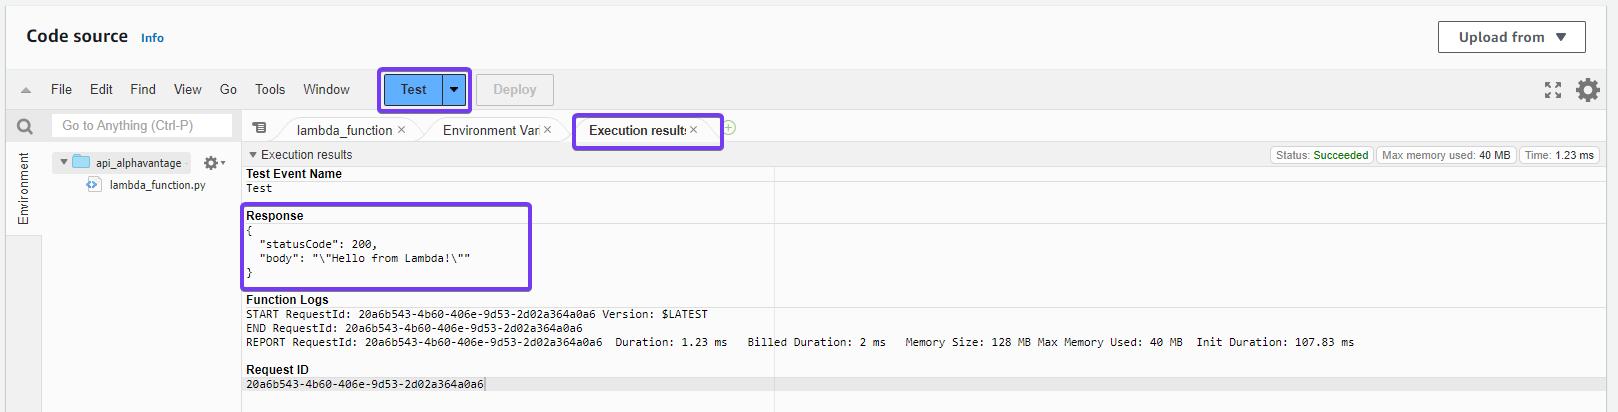 Code source Info
Upload from
File Edit Find View Go Tools Window Test Deploy
Go to Anything (Ctrl-P)
lambda_function Environment Vari Execution results
Environment
api_alphavantage
lambda_function.py
Execution results
Status: Succeeded Max memory used: 40 MB Time: 1.23 ms
Test Event Name
Test
Response
{
  "statusCode": 200,
  "body": "\"Hello from Lambda!\""
}
Function Logs
START RequestId: 20a6b543-4b60-406e-9d53-2d02a364a0a6 Version: $LATEST
END RequestId: 20a6b543-4b60-406e-9d53-2d02a364a0a6
REPORT RequestId: 20a6b543-4b60-406e-9d53-2d02a364a0a6  Duration: 1.23 ms   Billed Duration: 2 ms   Memory Size: 128 MB Max Memory Used: 40 MB  Init Duration: 107.83 ms
Request ID
20a6b543-4b60-406e-9d53-2d02a364a0a6